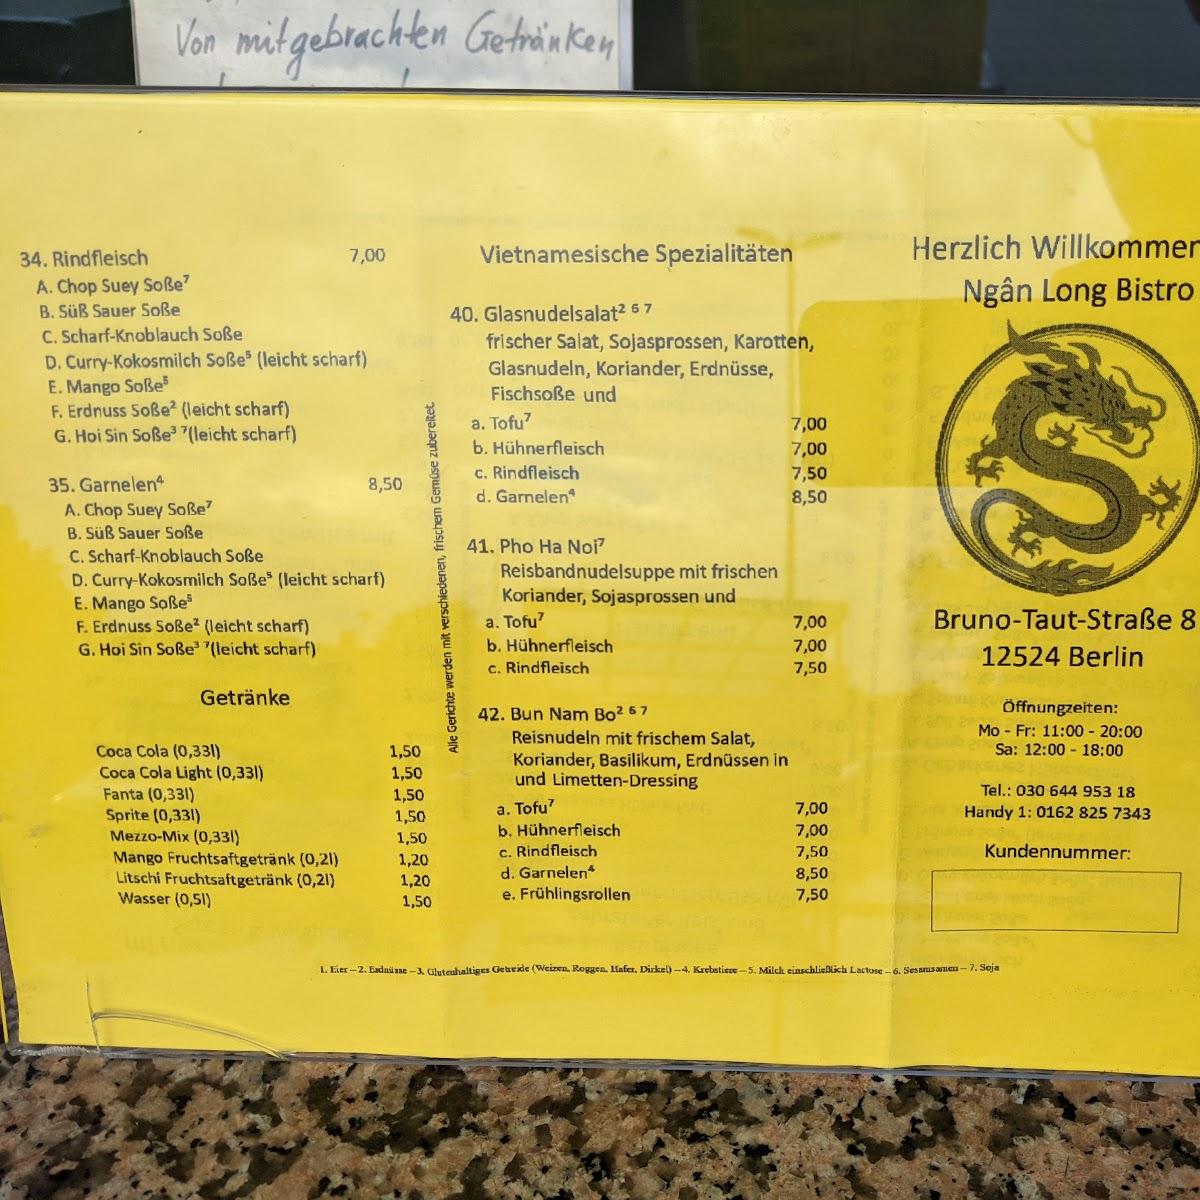 Von mitgebrachten Getränken
34. Rindfleisch 7,00
A. Chop Suey Soße⁷
B. Süß Sauer Soße
C. Scharf-Knoblauch Soße
D. Curry-Kokosmilch Soße⁵ (leicht scharf)
E. Mango Soße⁵
F. Erdnuss Soße² (leicht scharf)
G. Hoi Sin Soße³ ⁷(leicht scharf)
35. Garnelen⁴ 8,50
A. Chop Suey Soße⁷
B. Süß Sauer Soße
C. Scharf-Knoblauch Soße
D. Curry-Kokosmilch Soße⁵ (leicht scharf)
E. Mango Soße⁵
F. Erdnuss Soße² (leicht scharf)
G. Hoi Sin Soße³ ⁷(leicht scharf)
Getränke
Coca Cola (0,33l) 1,50
Coca Cola Light (0,33l) 1,50
Fanta (0,33l) 1,50
Sprite (0,33l) 1,50
Mezzo-Mix (0,33l) 1,50
Mango Fruchtsaftgetränk (0,2l) 1,20
Litschi Fruchtsaftgetränk (0,2l) 1,20
Wasser (0,5l) 1,50
Alle Gerichte werden mit verschiedenen, frischem Gemüse zubereitet.
Vietnamesische Spezialitäten
40. Glasnudelsalat² ⁶ ⁷
frischer Salat, Sojasprossen, Karotten,
Glasnudeln, Koriander, Erdnüsse,
Fischsoße und
a. Tofu⁷ 7,00
b. Hühnerfleisch 7,00
c. Rindfleisch 7,50
d. Garnelen⁴ 8,50
41. Pho Ha Noi⁷
Reisbandnudelsuppe mit frischen
Koriander, Sojasprossen und
a. Tofu⁷ 7,00
b. Hühnerfleisch 7,00
c. Rindfleisch 7,50
42. Bun Nam Bo² ⁶ ⁷
Reisnudeln mit frischem Salat,
Koriander, Basilikum, Erdnüssen in
und Limetten-Dressing
a. Tofu⁷ 7,00
b. Hühnerfleisch 7,00
c. Rindfleisch 7,50
d. Garnelen⁴ 8,50
e. Frühlingsrollen 7,50
Herzlich Willkommen
Ngân Long Bistro
Bruno-Taut-Straße 8
12524 Berlin
Öffnungzeiten:
Mo - Fr: 11:00 - 20:00
Sa: 12:00 - 18:00
Tel.: 030 644 953 18
Handy 1: 0162 825 7343
Kundennummer:
1. Eier – 2. Erdnüsse – 3. Glutenhaltiges Getreide (Weizen, Roggen, Hafer, Dinkel) – 4. Krebstiere – 5. Milch einschließlich Lactose – 6. Sesamsamen – 7. Soja